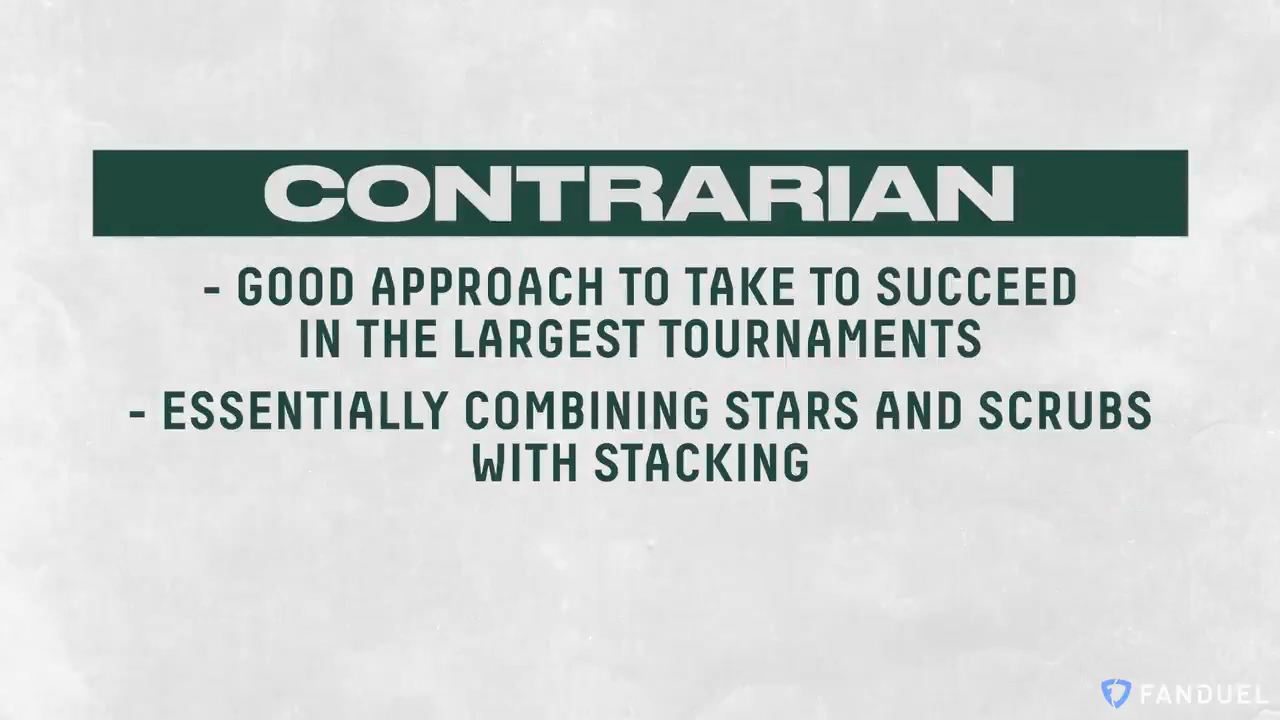 CONTRARIAN
- GOOD APPROACH TO TAKE TO SUCCEED
IN THE LARGEST TOURNAMENTS
- ESSENTIALLY COMBINING STARS AND SCRUBS
WITH STACKING
FANDUEL